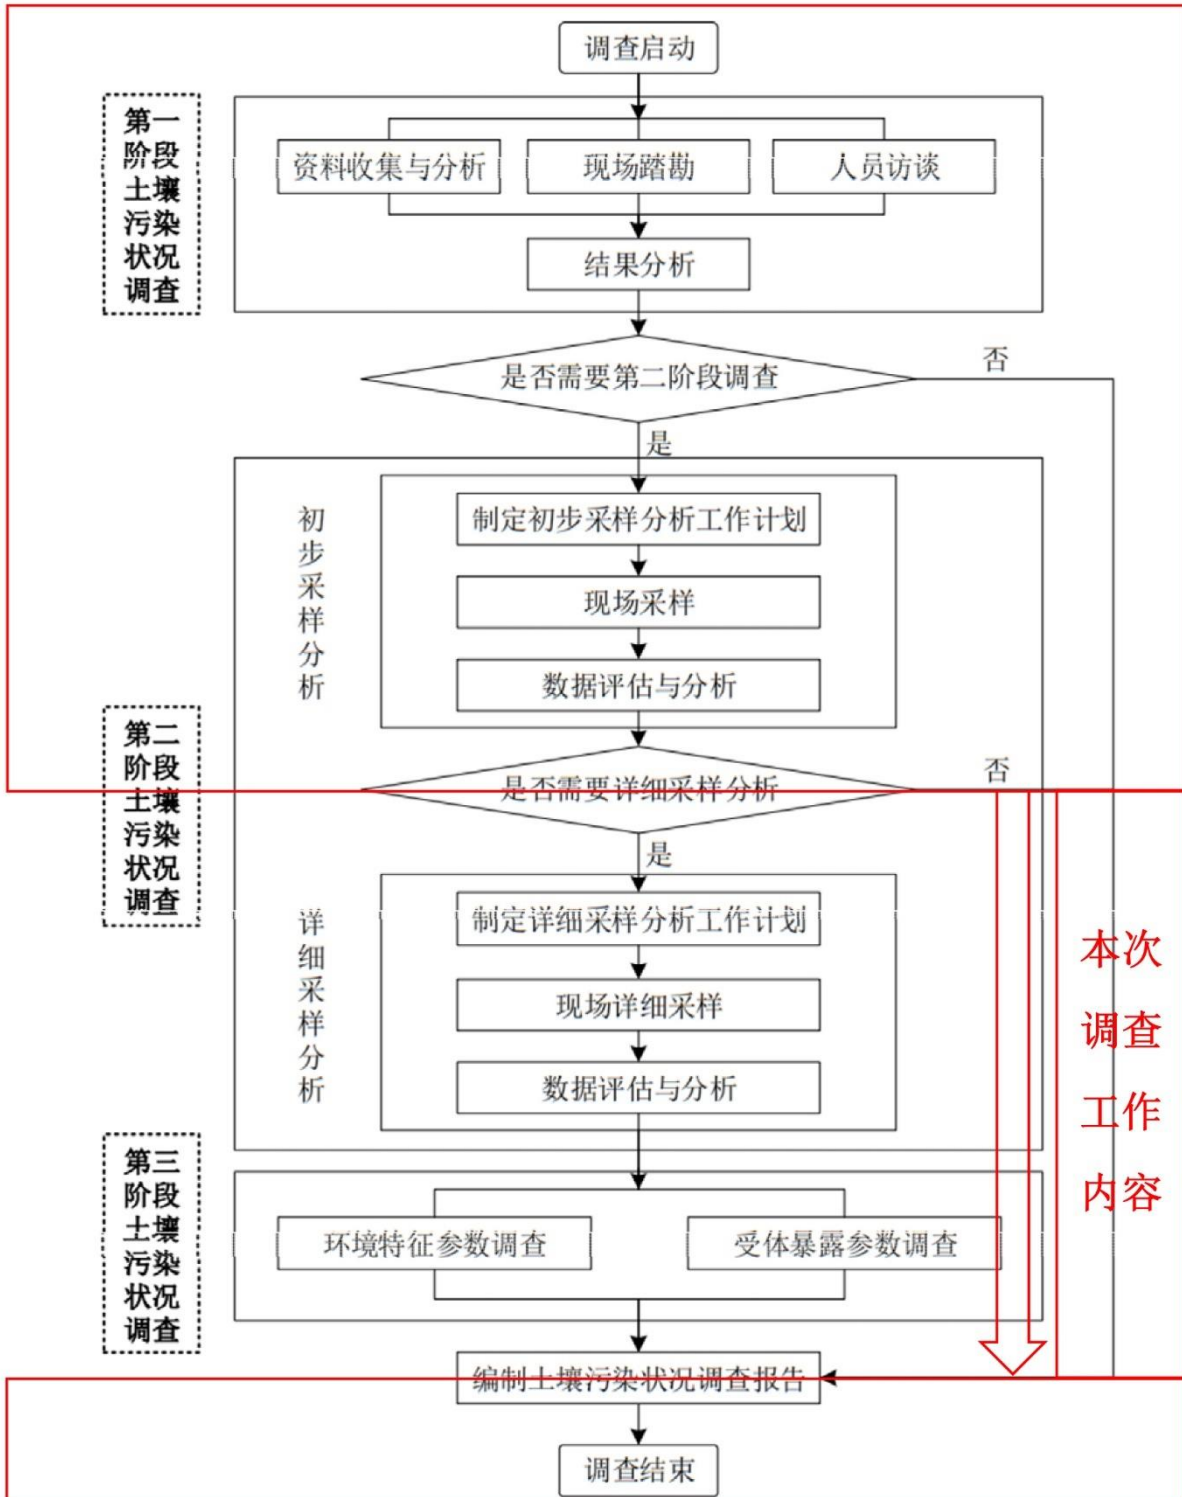 调查启动
第一
阶段
土壤
污染
状况
调查
资料收集与分析
现场踏勘
人员访谈
结果分析
是否需要第二阶段调查
否
是
初
步
采
样
分
析
制定初步采样分析工作计划
现场采样
数据评估与分析
第二
阶段
土壤
污染
状况
调查
是否需要详细采样分析
否
是
详
细
采
样
分
析
制定详细采样分析工作计划
现场详细采样
数据评估与分析
本次
调查
工作
内容
第三
阶段
土壤
污染
状况
调查
环境特征参数调查
受体暴露参数调查
编制土壤污染状况调查报告
调查结束